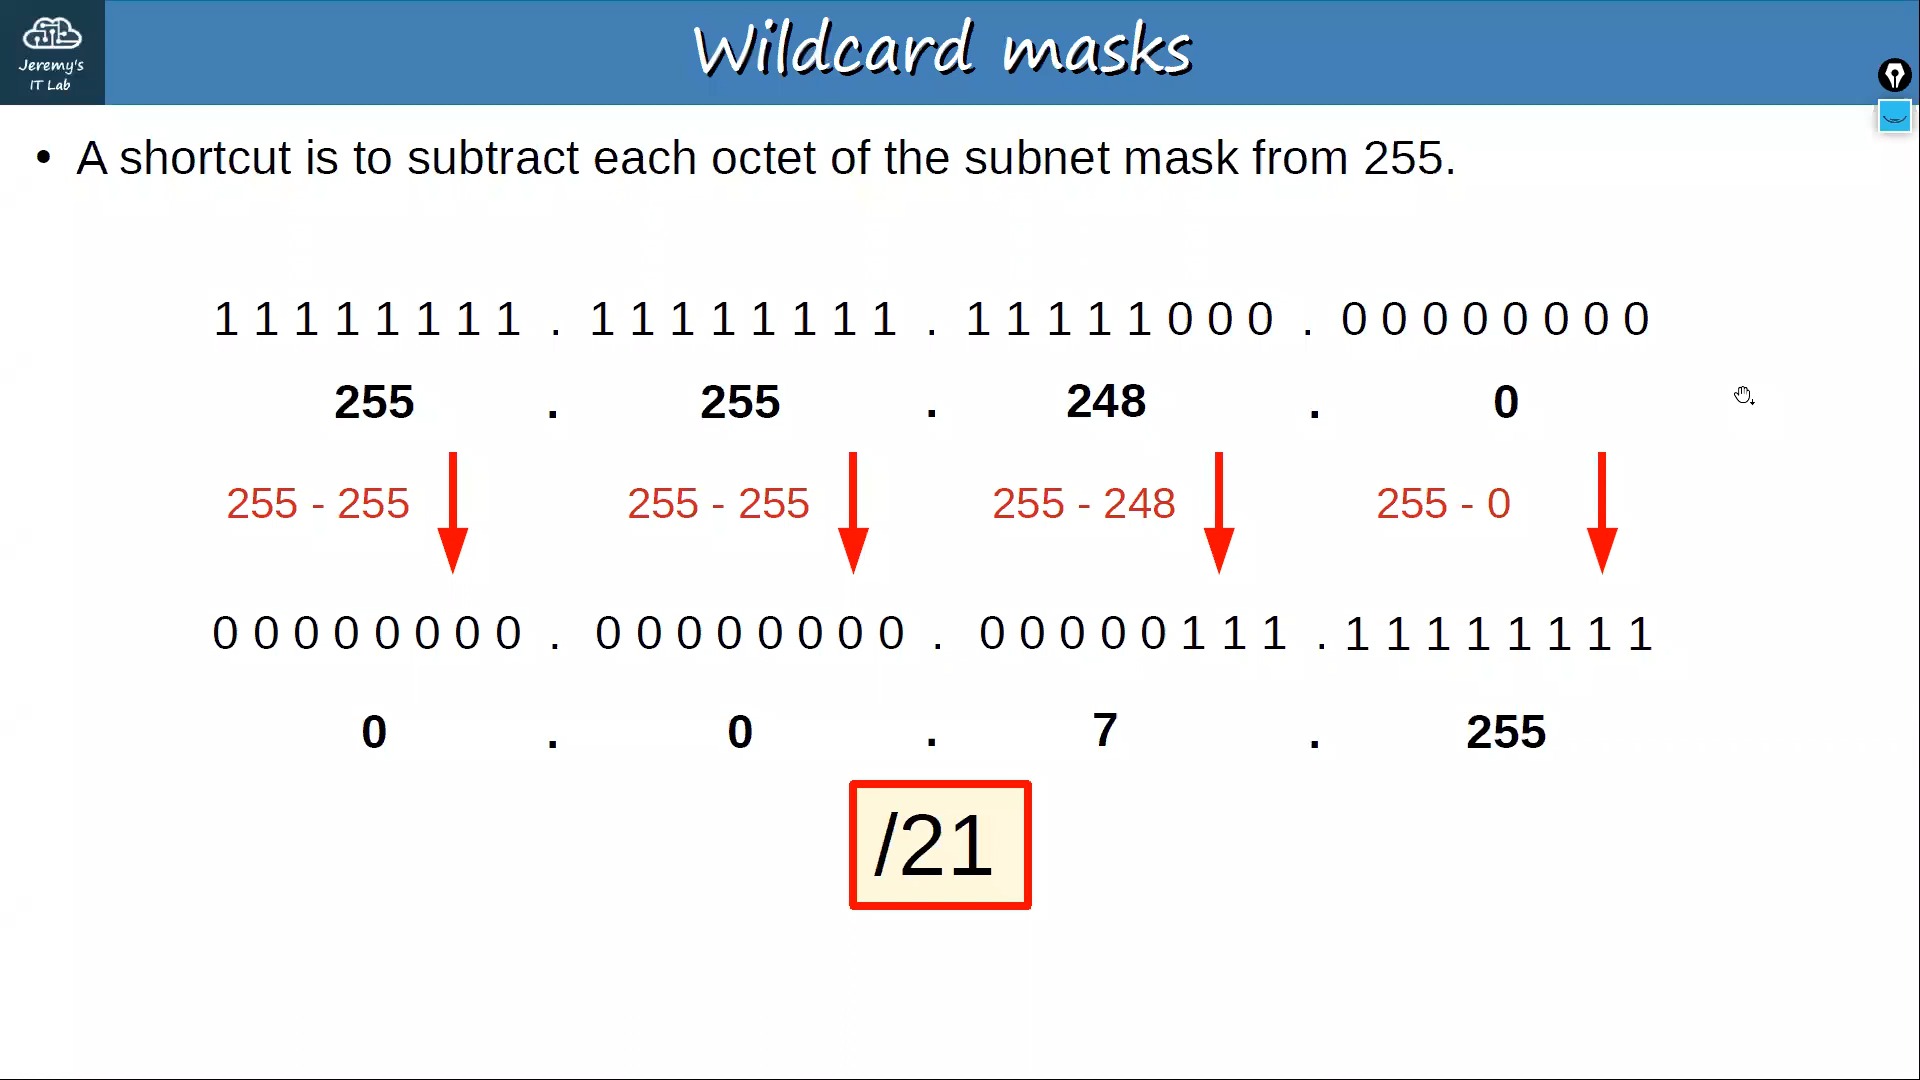 Jeremy's
IT Lab
Wildcard masks
• A shortcut is to subtract each octet of the subnet mask from 255.
1 1 1 1 1 1 1 1 . 1 1 1 1 1 1 1 1 . 1 1 1 1 1 0 0 0 . 0 0 0 0 0 0 0 0
255 . 255 . 248 . 0
255 - 255 255 - 255 255 - 248 255 - 0
0 0 0 0 0 0 0 0 . 0 0 0 0 0 0 0 0 . 0 0 0 0 0 1 1 1 . 1 1 1 1 1 1 1 1
0 . 0 . 7 . 255
/21